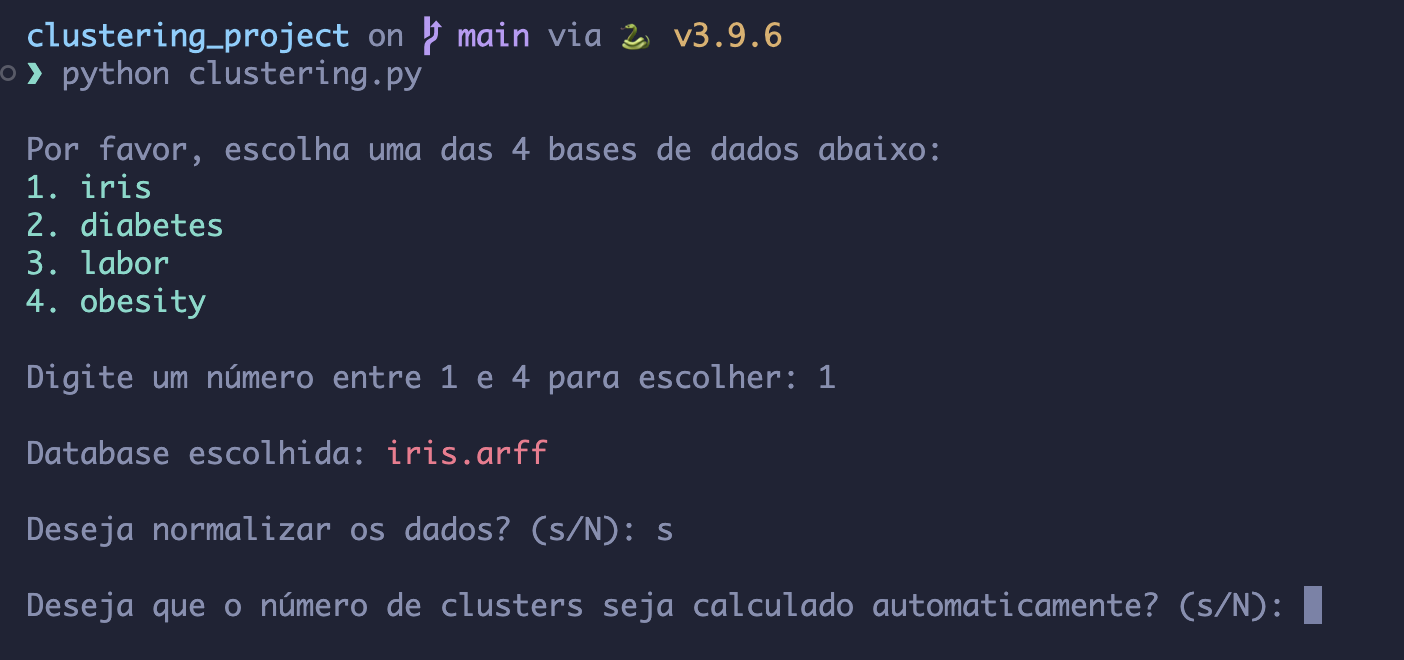 clustering_project on main via 🐍 v3.9.6
❯ python clustering.py
Por favor, escolha uma das 4 bases de dados abaixo:
1. iris
2. diabetes
3. labor
4. obesity
Digite um número entre 1 e 4 para escolher: 1
Database escolhida: iris.arff
Deseja normalizar os dados? (s/N): s
Deseja que o número de clusters seja calculado automaticamente? (s/N):